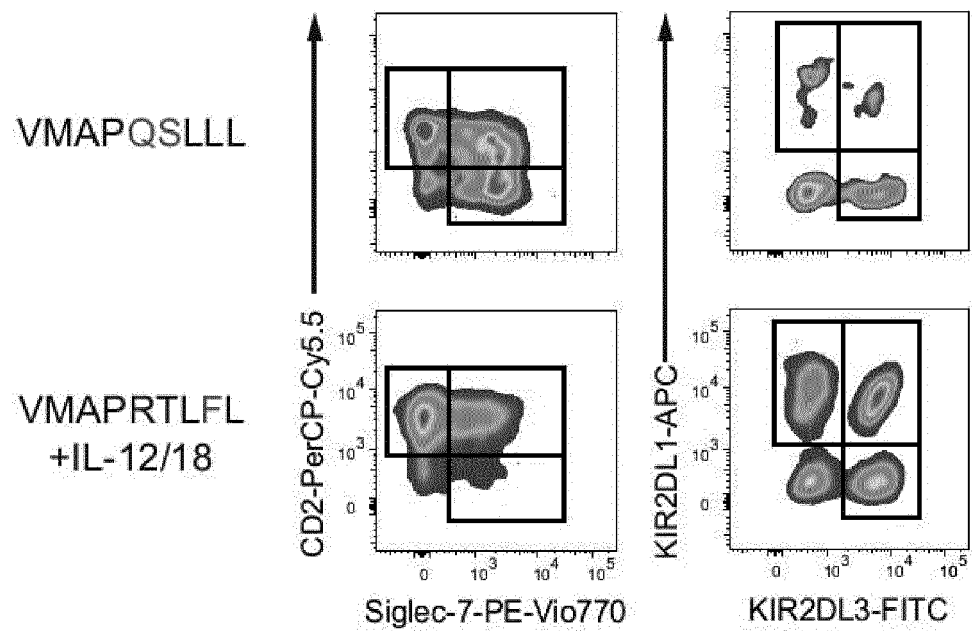 VMAPQSLLL
VMAPRTLFL
+IL-12/18
CD2-PerCP-Cy5.5
KIR2DL1-APC
10^5
10^4
10^3
0
10^5
10^4
10^3
0
0 10^3 10^4 10^5
0 10^3 10^4 10^5
Siglec-7-PE-Vio770
KIR2DL3-FITC